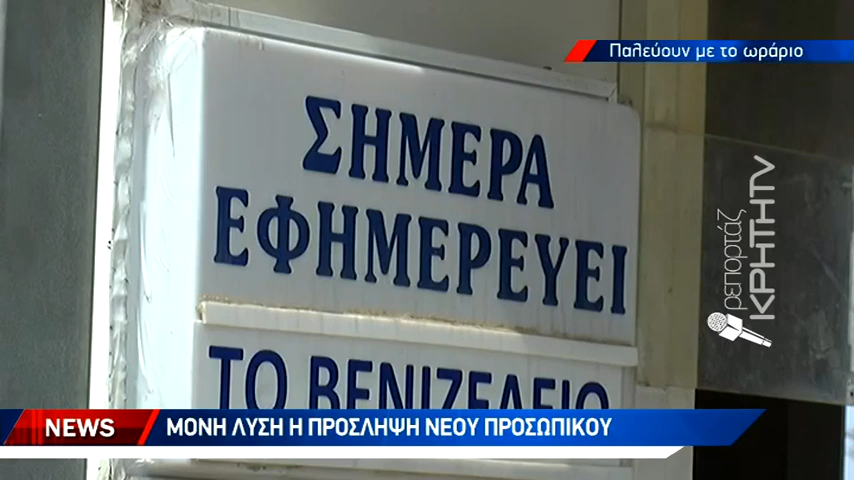 Παλεύουν με το ωράριο
ΣΗΜΕΡΑ
ΕΦΗΜΕΡΕΥΕΙ
ΤΟ ΒΕΝΙΖΕΛΕΙΟ
ρεπορτάζ
ΚΡΗΤΗTV
NEWS
ΜΟΝΗ ΛΥΣΗ Η ΠΡΟΣΛΗΨΗ ΝΕΟΥ ΠΡΟΣΩΠΙΚΟΥ